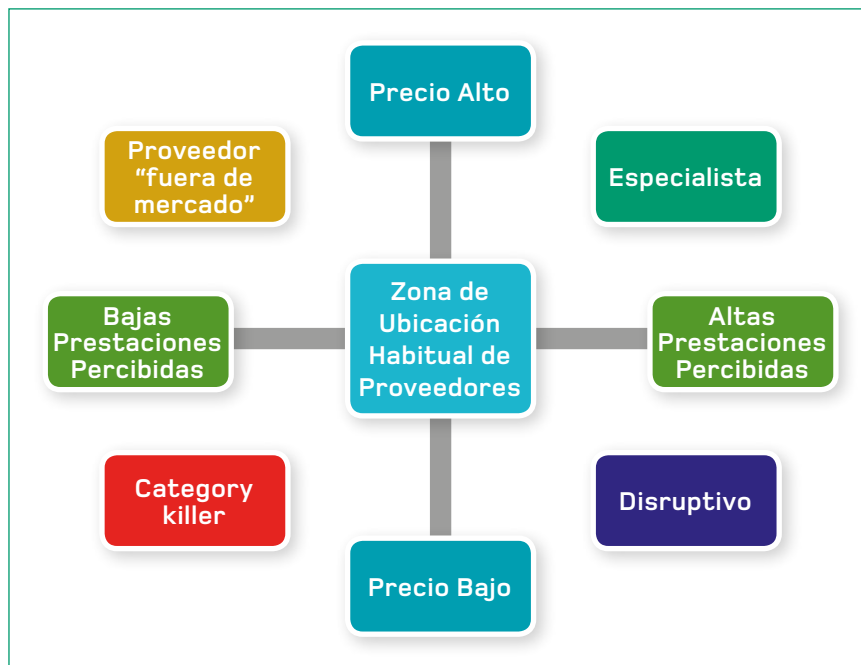 Precio Alto
Proveedor
“fuera de
mercado”
Especialista
Zona de
Ubicación
Habitual de
Proveedores
Bajas
Prestaciones
Percibidas
Altas
Prestaciones
Percibidas
Category
killer
Disruptivo
Precio Bajo